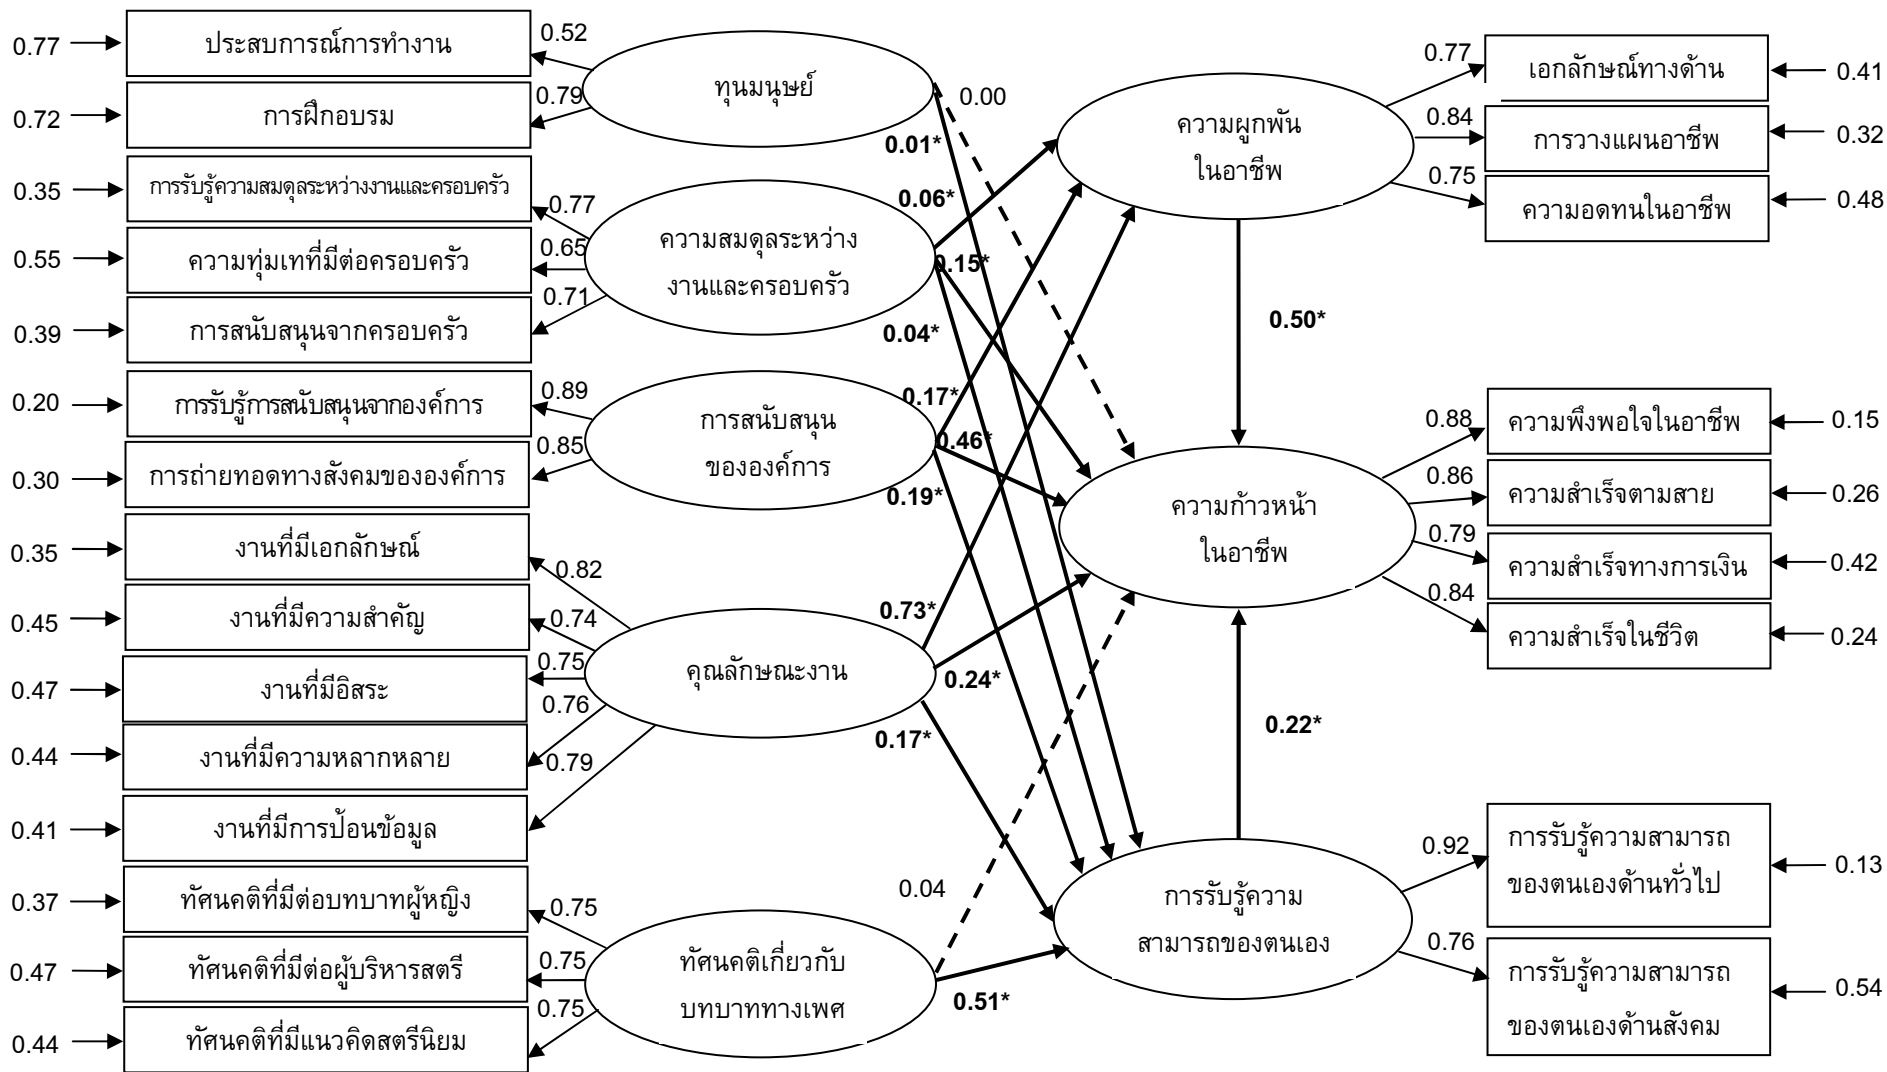 0.77
ประสบการณ์การทำงาน
0.52
0.72
การฝึกอบรม
0.79
ทุนมนุษย์
0.00
0.01*
0.35
การรับรู้ความสมดุลระหว่างงานและครอบครัว
0.77
0.55
ความทุ่มเทที่มีต่อครอบครัว
0.65
0.39
การสนับสนุนจากครอบครัว
0.71
ความสมดุลระหว่าง
งานและครอบครัว
0.06*
0.15*
0.04*
0.20
การรับรู้การสนับสนุนจากองค์การ
0.89
0.30
การถ่ายทอดทางสังคมขององค์การ
0.85
การสนับสนุน
ขององค์การ
0.17*
0.46*
0.19*
0.35
งานที่มีเอกลักษณ์
0.82
0.45
งานที่มีความสำคัญ
0.74
0.47
งานที่มีอิสระ
0.75
0.44
งานที่มีความหลากหลาย
0.76
0.41
งานที่มีการป้อนข้อมูล
0.79
คุณลักษณะงาน
0.73*
0.24*
0.17*
0.37
ทัศนคติที่มีต่อบทบาทผู้หญิง
0.75
0.47
ทัศนคติที่มีต่อผู้บริหารสตรี
0.75
0.44
ทัศนคติที่มีแนวคิดสตรีนิยม
0.75
ทัศนคติเกี่ยวกับ
บทบาททางเพศ
0.04
0.51*
ความผูกพัน
ในอาชีพ
0.77
เอกลักษณ์ทางด้าน
0.41
0.84
การวางแผนอาชีพ
0.32
0.75
ความอดทนในอาชีพ
0.48
0.50*
ความก้าวหน้า
ในอาชีพ
0.88
ความพึงพอใจในอาชีพ
0.15
0.86
ความสำเร็จตามสาย
0.26
0.79
ความสำเร็จทางการเงิน
0.42
0.84
ความสำเร็จในชีวิต
0.24
0.22*
การรับรู้ความ
สามารถของตนเอง
0.92
การรับรู้ความสามารถ
ของตนเองด้านทั่วไป
0.13
0.76
การรับรู้ความสามารถ
ของตนเองด้านสังคม
0.54